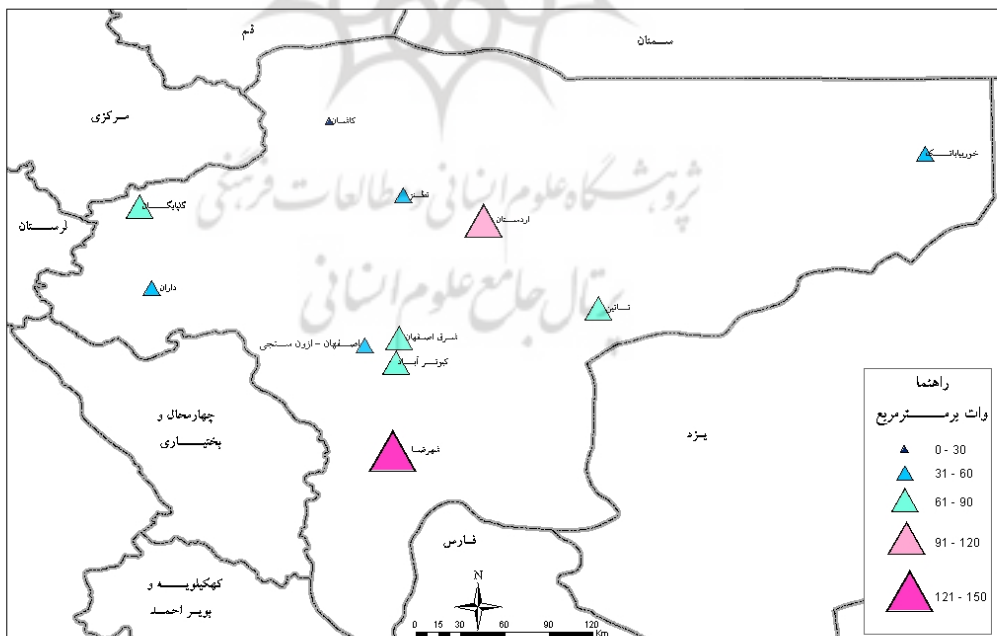 قم
سمنان
مرکزی
کاشان
خوربیابانک
نطنز
گلپایگان
اردستان
لرستان
داران
نائین
شرق اصفهان
اصفهان - ازون سنجی
کبوتر آباد
چهارمحال و
بختیاری
شهرضا
یزد
فارس
کهکیلویه و
بویر احمد
راهنما
وات برمترمربع
0 - 30
31 - 60
61 - 90
91 - 120
121 - 150
N
0 15 30 60 90 120
Km
پژوهشگاه علوم انسانی و مطالعات فرهنگی
پرتال جامع علوم انسانی